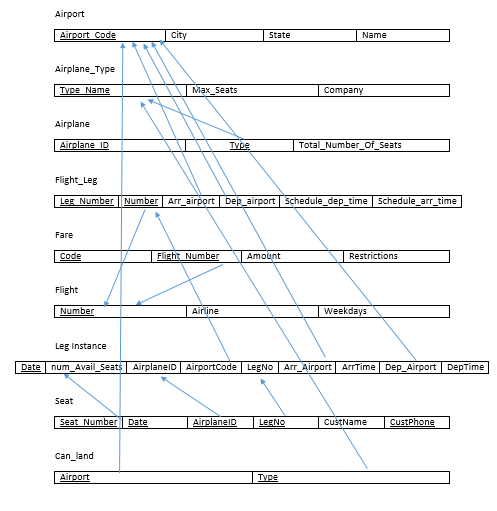 Airport
Airport_Code City State Name
Airplane_Type
Type_Name Max_Seats Company
Airplane
Airplane_ID Type Total_Number_Of_Seats
Flight_Leg
Leg_Number Number Arr_airport Dep_airport Schedule_dep_time Schedule_arr_time
Fare
Code Flight_Number Amount Restrictions
Flight
Number Airline Weekdays
Leg Instance
Date num_Avail_Seats AirplaneID AirportCode LegNo Arr_Airport ArrTime Dep_Airport DepTime
Seat
Seat_Number Date AirplaneID LegNo CustName CustPhone
Can_land
Airport Type